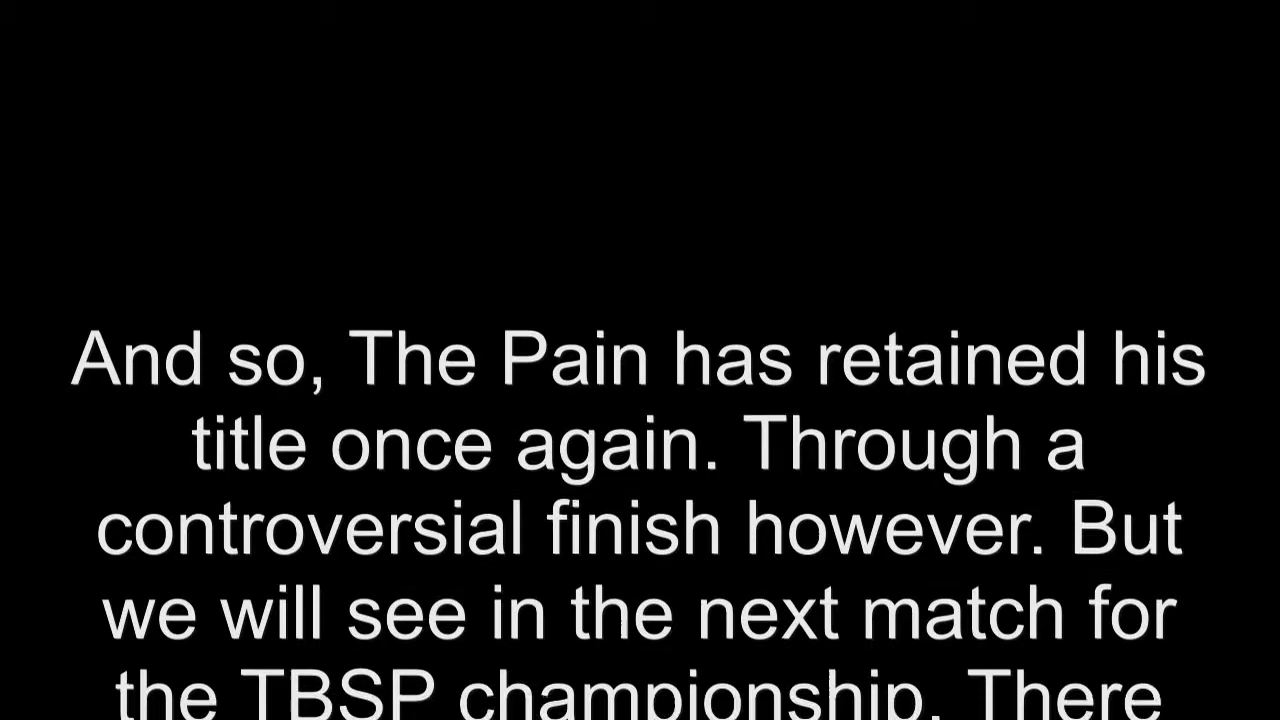 And so, The Pain has retained his
title once again. Through a
controversial finish however. But
we will see in the next match for
the TBSP championship. There